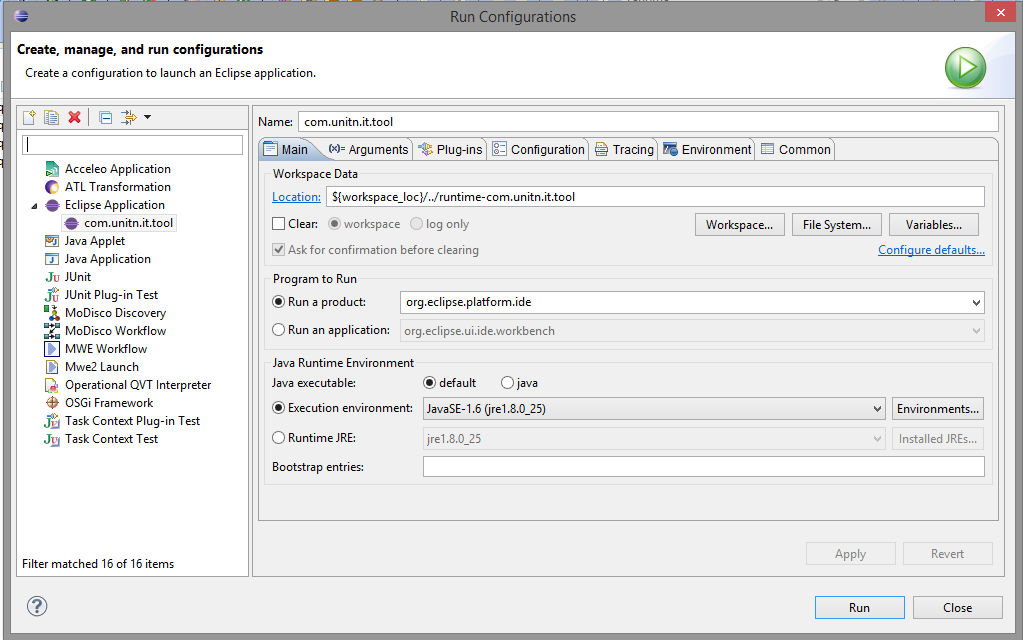 Run Configurations
Create, manage, and run configurations
Create a configuration to launch an Eclipse application.
Acceleo Application
ATL Transformation
Eclipse Application
com.unitn.it.tool
Java Applet
Java Application
JUnit
JUnit Plug-in Test
MoDisco Discovery
MoDisco Workflow
MWE Workflow
Mwe2 Launch
Operational QVT Interpreter
OSGi Framework
Task Context Plug-in Test
Task Context Test
Filter matched 16 of 16 items
Name: com.unitn.it.tool
Main (x)= Arguments Plug-ins Configuration Tracing Environment Common
Workspace Data
Location: ${workspace_loc}/../runtime-com.unitn.it.tool
Clear: workspace log only Workspace... File System... Variables...
Ask for confirmation before clearing Configure defaults...
Program to Run
Run a product: org.eclipse.platform.ide
Run an application: org.eclipse.ui.ide.workbench
Java Runtime Environment
Java executable: default java
Execution environment: JavaSE-1.6 (jre1.8.0_25) Environments...
Runtime JRE: jre1.8.0_25 Installed JREs...
Bootstrap entries:
Apply Revert
? Run Close